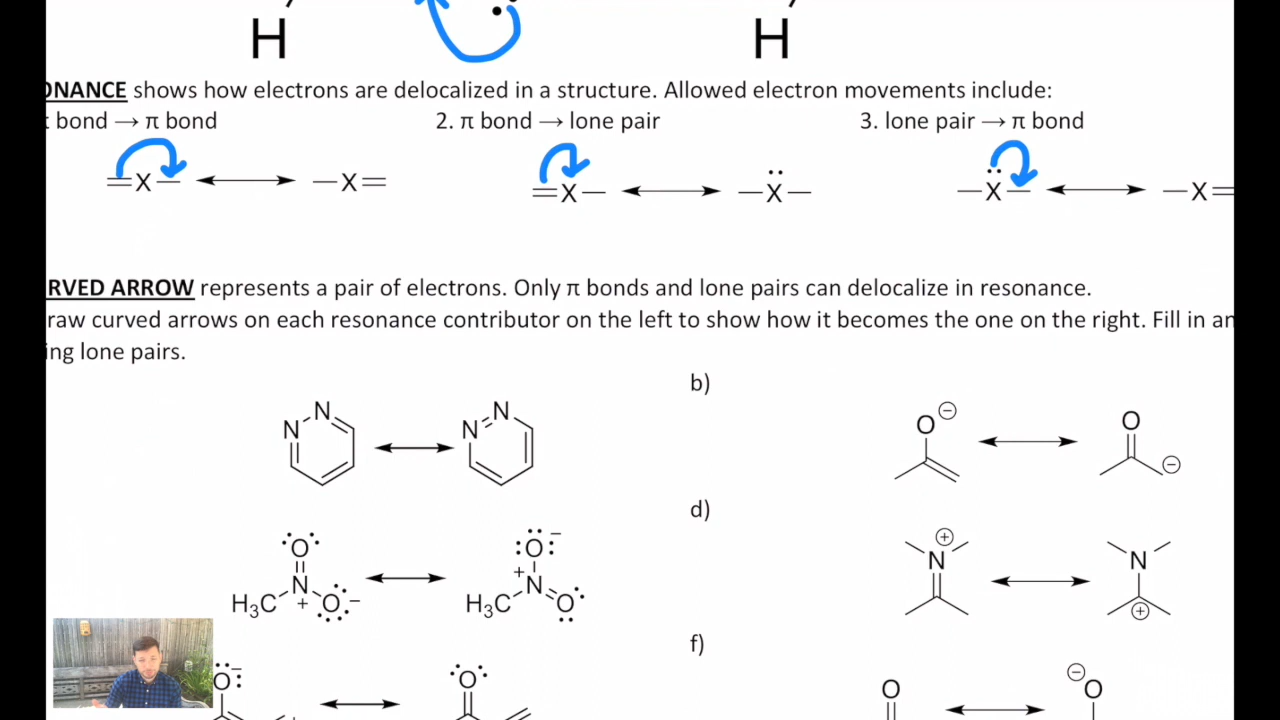 H H
ONANCE shows how electrons are delocalized in a structure. Allowed electron movements include:
bond → π bond 2. π bond → lone pair 3. lone pair → π bond
=X— ↔ —X= =X— ↔ —Ẍ— —Ẍ— ↔ —X=
RVED ARROW represents a pair of electrons. Only π bonds and lone pairs can delocalize in resonance.
raw curved arrows on each resonance contributor on the left to show how it becomes the one on the right. Fill in an
ing lone pairs.
b)
N N N N O ⊖ O ⊖
d)
O N + H₃C O − O − N + H₃C O N ⊕ N ⊕
f)
O − + O O ⊖ O